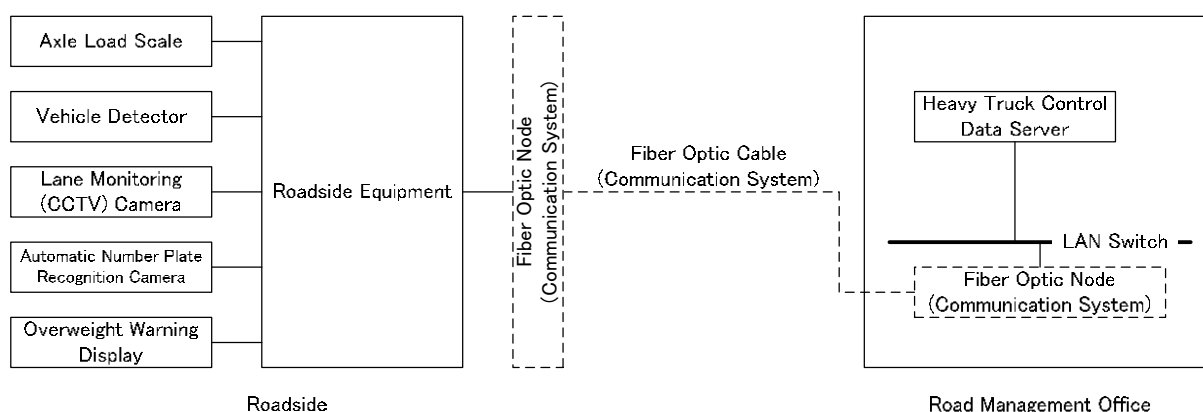 Axle Load Scale
Vehicle Detector
Lane Monitoring
(CCTV) Camera
Automatic Number Plate
Recognition Camera
Overweight Warning
Display
Roadside Equipment
Fiber Optic Node
(Communication System)
Fiber Optic Cable
(Communication System)
Heavy Truck Control
Data Server
LAN Switch
Fiber Optic Node
(Communication System)
Roadside
Road Management Office